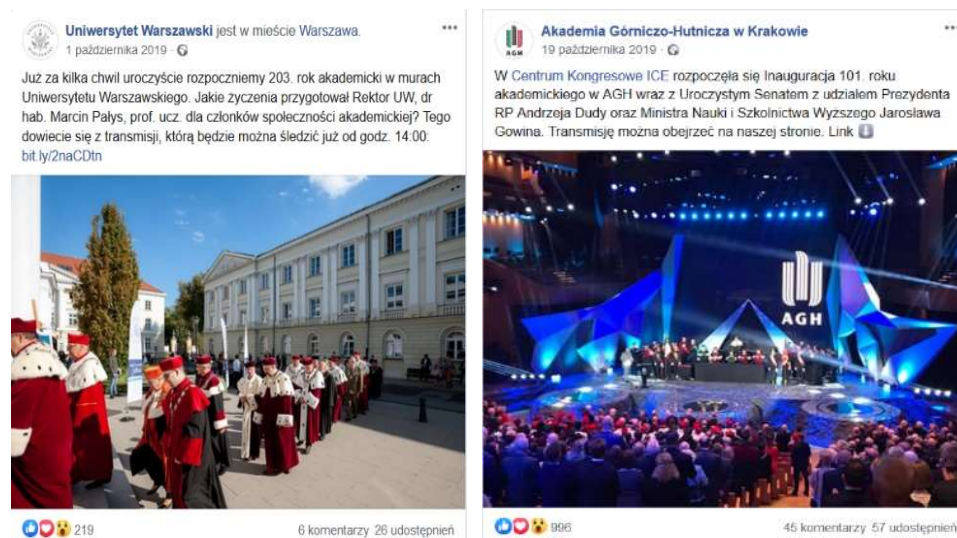 Uniwersytet Warszawski jest w mieście Warszawa.
1 października 2019 ·
Już za kilka chwil uroczyście rozpoczniemy 203. rok akademicki w murach
Uniwersytetu Warszawskiego. Jakie życzenia przygotował Rektor UW, dr
hab. Marcin Pałys, prof. ucz. dla członków społeczności akademickiej? Tego
dowiecie się z transmisji, którą będzie można śledzić już od godz. 14:00:
bit.ly/2naCDtn
219
6 komentarzy 26 udostępnień
AGH
Akademia Górniczo-Hutnicza w Krakowie
19 października 2019 ·
W Centrum Kongresowe ICE rozpoczęła się Inauguracja 101. roku
akademickiego w AGH wraz z Uroczystym Senatem z udziałem Prezydenta
RP Andrzeja Dudy oraz Ministra Nauki i Szkolnictwa Wyższego Jarosława
Gowina. Transmisję można obejrzeć na naszej stronie. Link ⬇
AGH
996
45 komentarzy 57 udostępnień